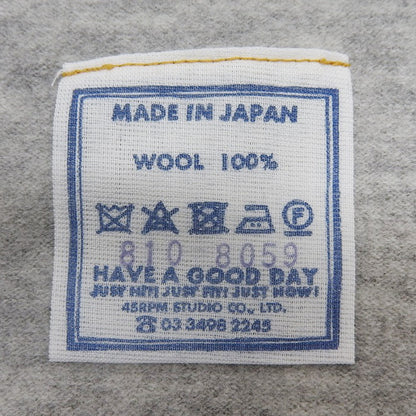 MADE IN JAPAN
WOOL 100%
F
810 8059
HAVE A GOOD DAY
JUST HIT! JUST FIT! JUST NOW!
45RPM STUDIO CO., LTD.
☎ 03 3498 2245